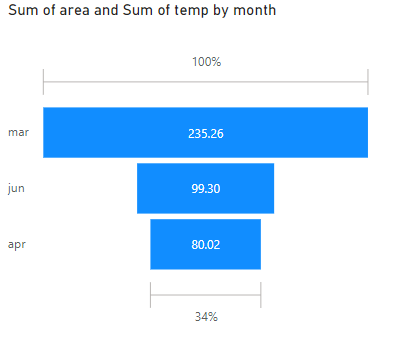 Sum of area and Sum of temp by month
100%
mar 235.26
jun 99.30
apr 80.02
34%